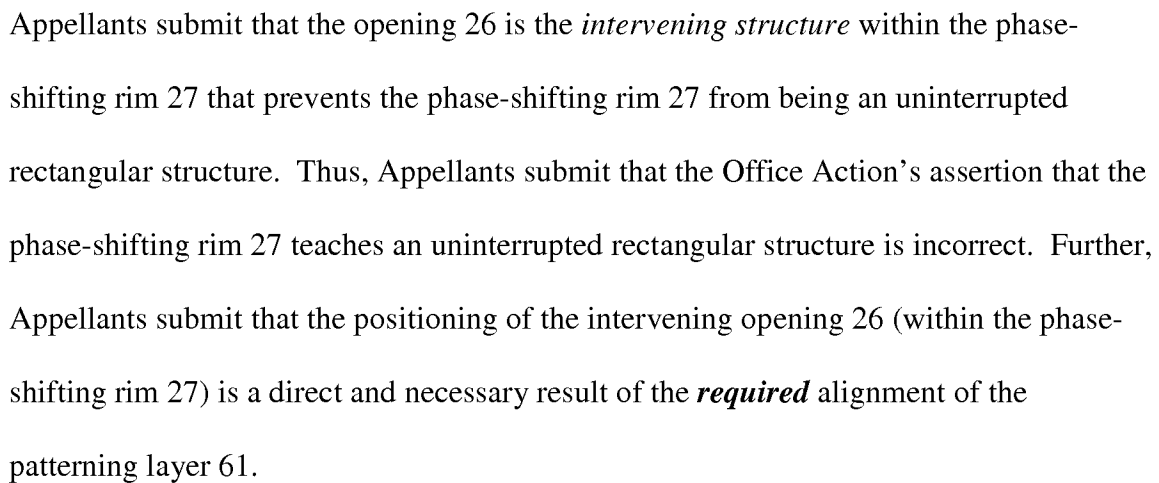 Appellants submit that the opening 26 is the intervening structure within the phase-
shifting rim 27 that prevents the phase-shifting rim 27 from being an uninterrupted
rectangular structure.  Thus, Appellants submit that the Office Action's assertion that the
phase-shifting rim 27 teaches an uninterrupted rectangular structure is incorrect.  Further,
Appellants submit that the positioning of the intervening opening 26 (within the phase-
shifting rim 27) is a direct and necessary result of the required alignment of the
patterning layer 61.